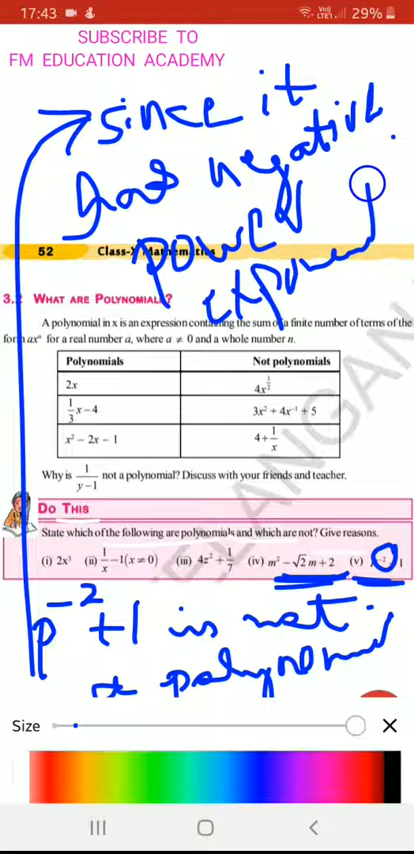 17:43
29%
SUBSCRIBE TO
FM EDUCATION ACADEMY
since it
has negative
power
exponent
52 Class-X Mathematics
WHAT ARE POLYNOMIALS?
A polynomial in x is an expression containing the sum of a finite number of terms of the
form axⁿ for a real number a, where a ≠ 0 and a whole number n.
Polynomials Not polynomials
2x 4x^(1/2)
1/3 x – 4 3x² + 4x⁻¹ + 5
x² – 2x – 1 4 + 1/x
Why is 1/(y–1) not a polynomial? Discuss with your friends and teacher.
DO THIS
State which of the following are polynomials and which are not? Give reasons.
(i) 2x³ (ii) 1/x –1(x ≠ 0) (iii) 4z² + 1/7 (iv) m² – √2 m + 2 (v)
p⁻² + 1 is not
a polynomial
TELANGAN
Size